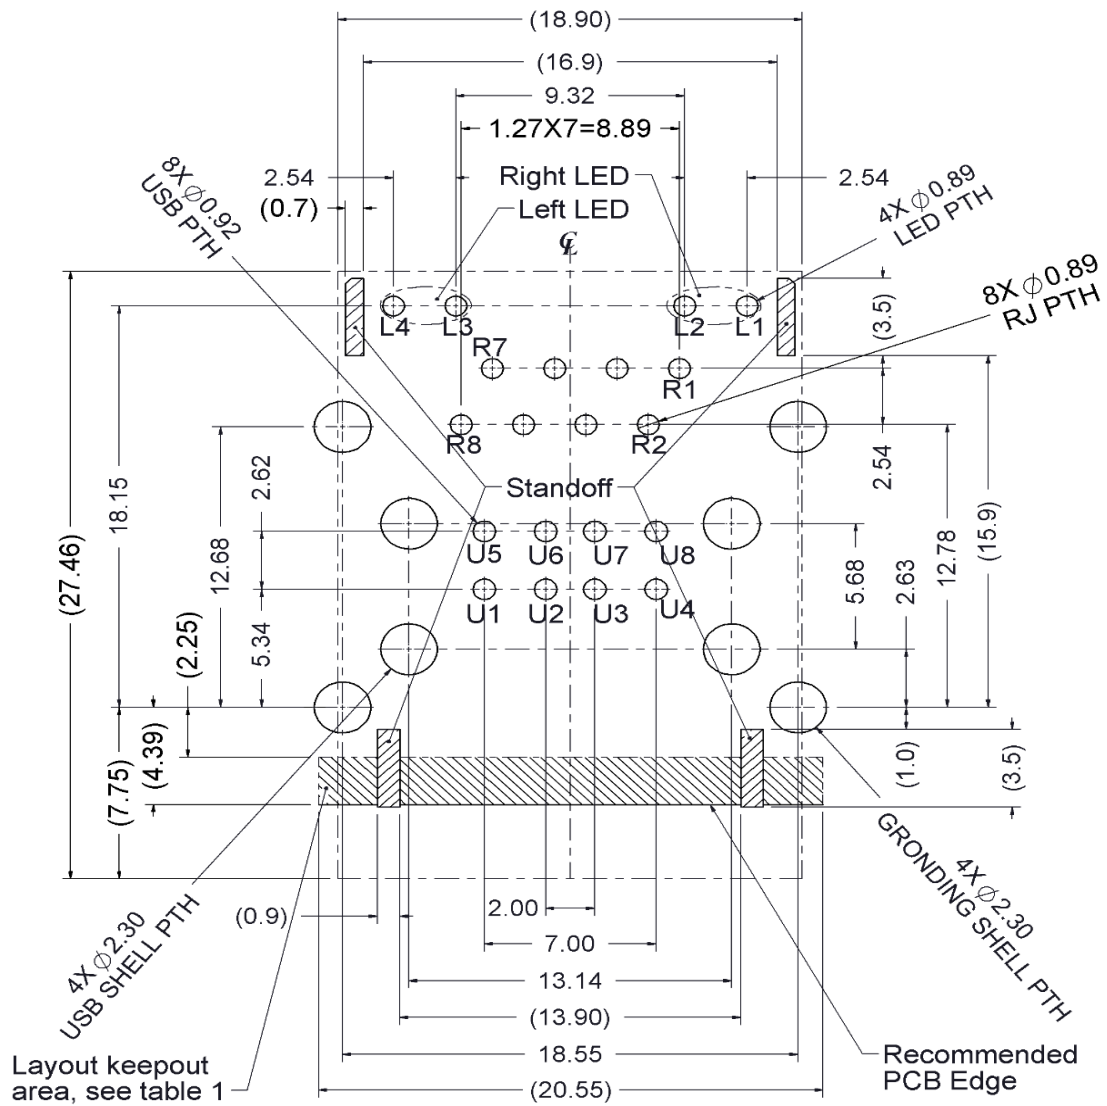 (18.90)
(16.9)
9.32
1.27X7=8.89
2.54
Right LED
2.54
(0.7)
Left LED
℄
8X ∅0.92
USB PTH
4X ∅0.89
LED PTH
8X ∅0.89
RJ PTH
(3.5)
L4
L3
L2
L1
R7
R1
R8
R2
2.54
Standoff
(27.46)
18.15
12.68
2.62
5.34
(2.25)
(4.39)
(7.75)
U5
U6
U7
U8
U1
U2
U3
U4
5.68
2.63
12.78
(15.9)
(1.0)
(3.5)
(0.9)
2.00
7.00
13.14
(13.90)
18.55
(20.55)
4X ∅2.30
USB SHELL PTH
4X ∅2.30
GRONDING SHELL PTH
Layout keepout
area, see table 1
Recommended
PCB Edge